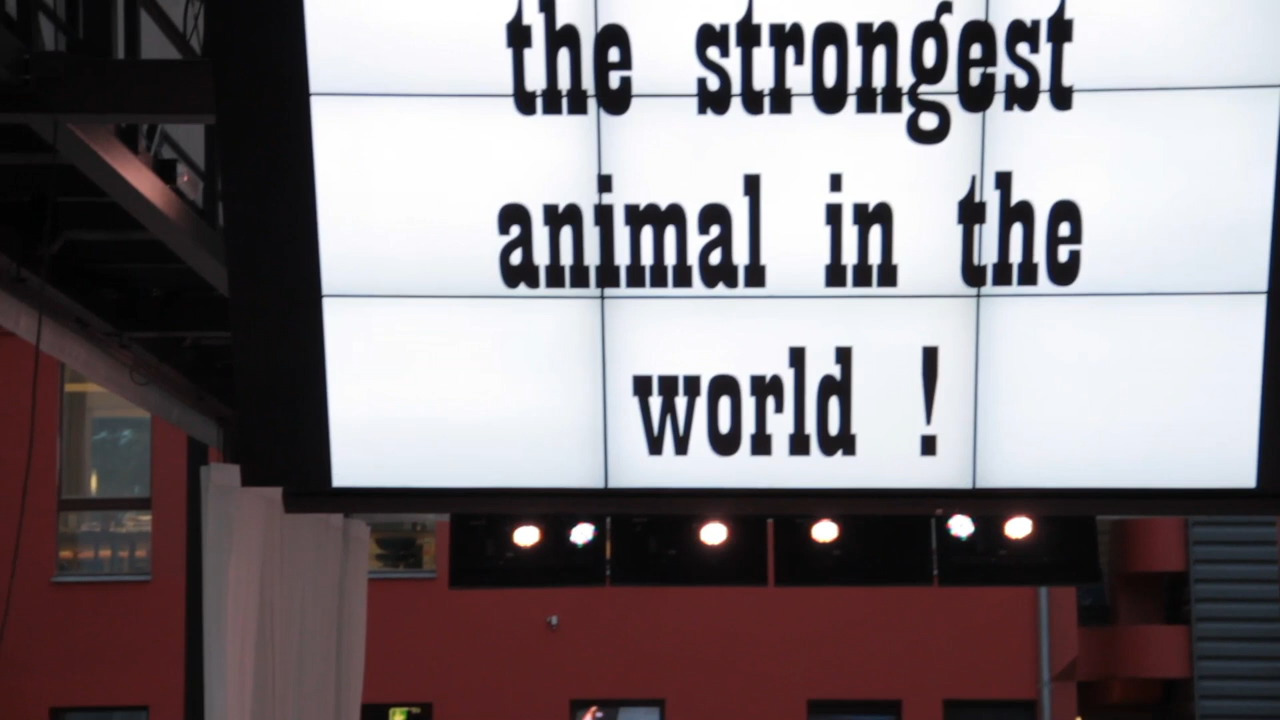 the strongest
animal in the
world !